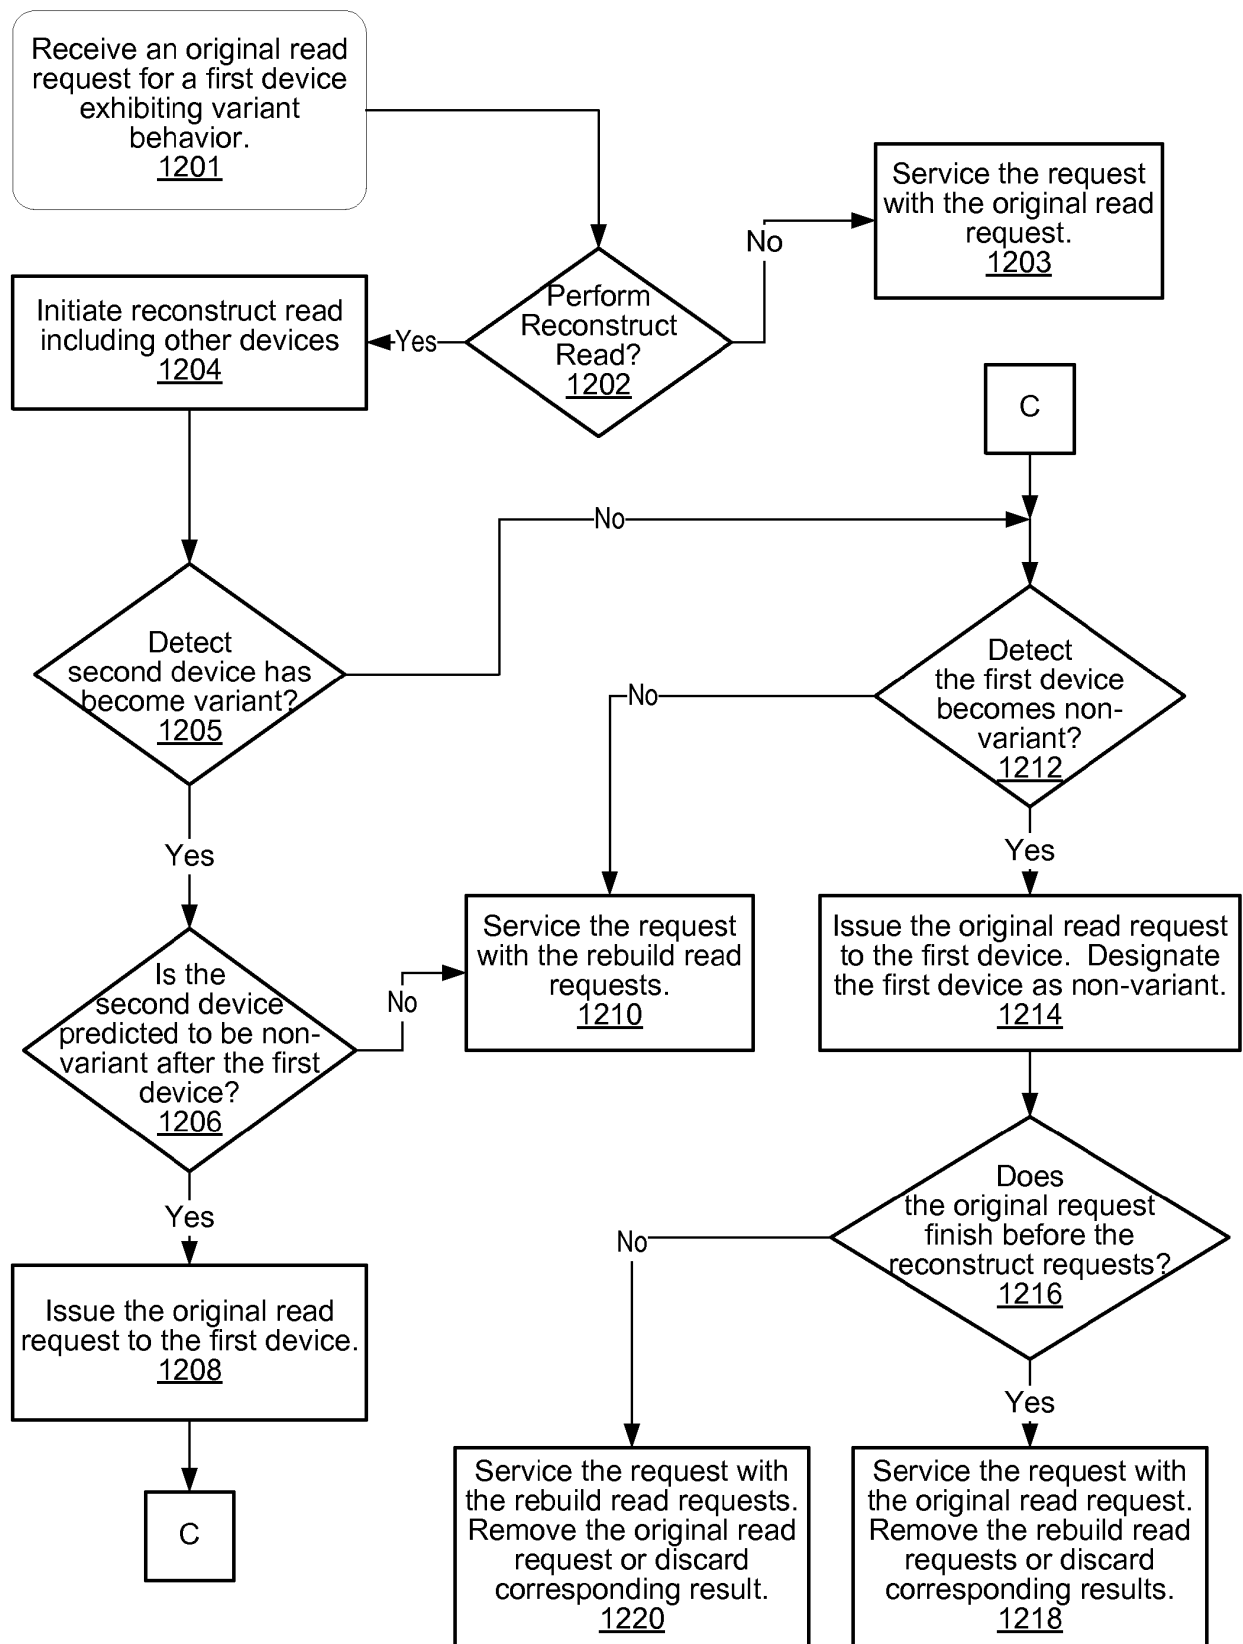 Receive an original read
request for a first device
exhibiting variant
behavior.
1201
Service the request
with the original read
request.
1203
No
Perform
Reconstruct
Read?
1202
Yes
Initiate reconstruct read
including other devices
1204
C
No
Detect
second device has
become variant?
1205
Detect
the first device
becomes non-
variant?
1212
No
Yes
Yes
Service the request
with the rebuild read
requests.
1210
Issue the original read request
to the first device. Designate
the first device as non-variant.
1214
Is the
second device
predicted to be non-
variant after the first
device?
1206
No
Yes
Does
the original request
finish before the
reconstruct requests?
1216
No
Yes
Issue the original read
request to the first device.
1208
C
Service the request with
the rebuild read requests.
Remove the original read
request or discard
corresponding result.
1220
Service the request with
the original read request.
Remove the rebuild read
requests or discard
corresponding results.
1218